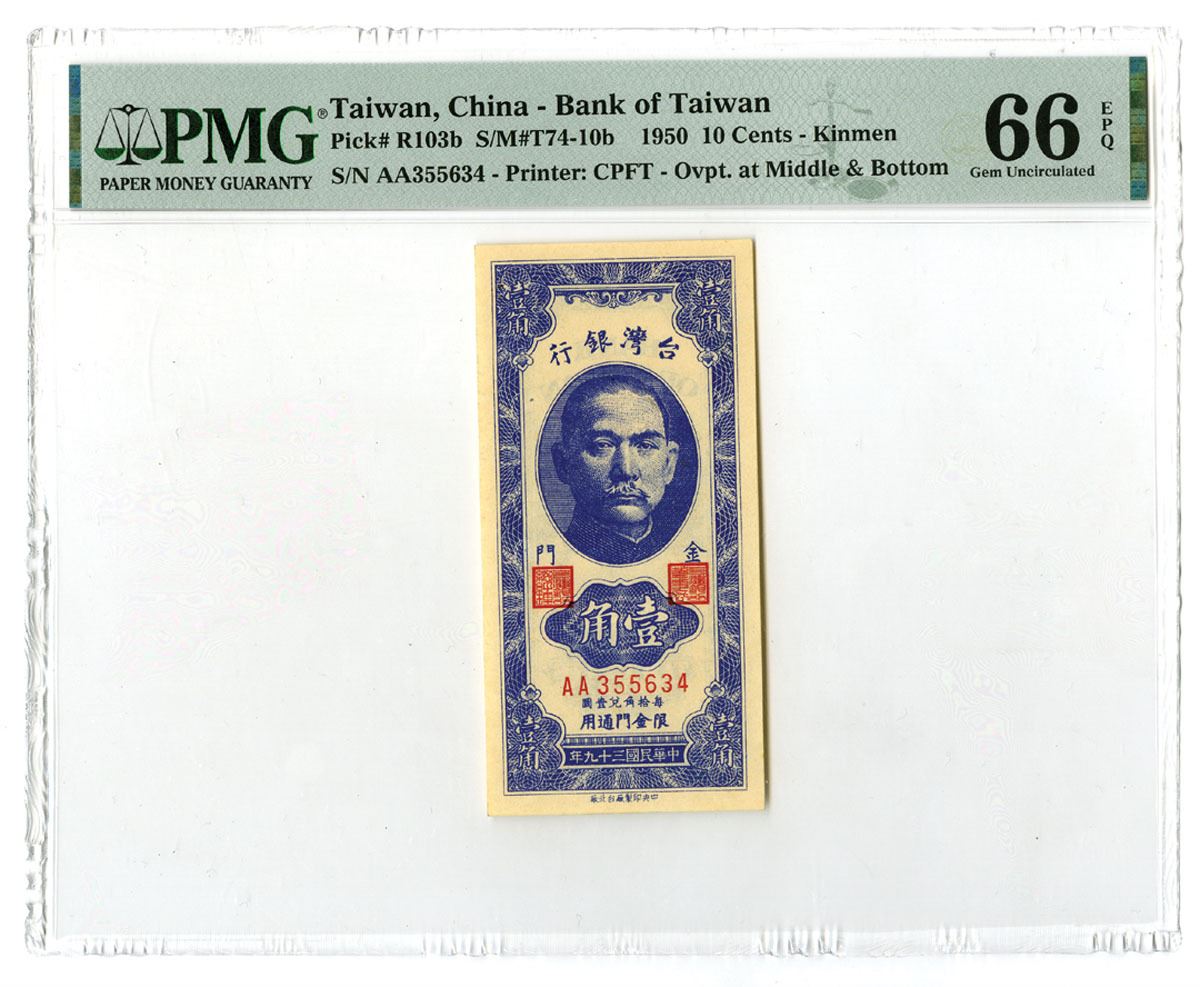 PMG®
PAPER MONEY GUARANTY
Taiwan, China - Bank of Taiwan
Pick# R103b S/M#T74-10b 1950 10 Cents - Kinmen
S/N AA355634 - Printer: CPFT - Ovpt. at Middle & Bottom
66
EPQ
Gem Uncirculated
壹角
壹角
台灣銀行
金門
壹角
AA355634
每拾角兌壹圓
限金門通用
壹角
壹角
中華民國三十九年
中央印製廠台北廠